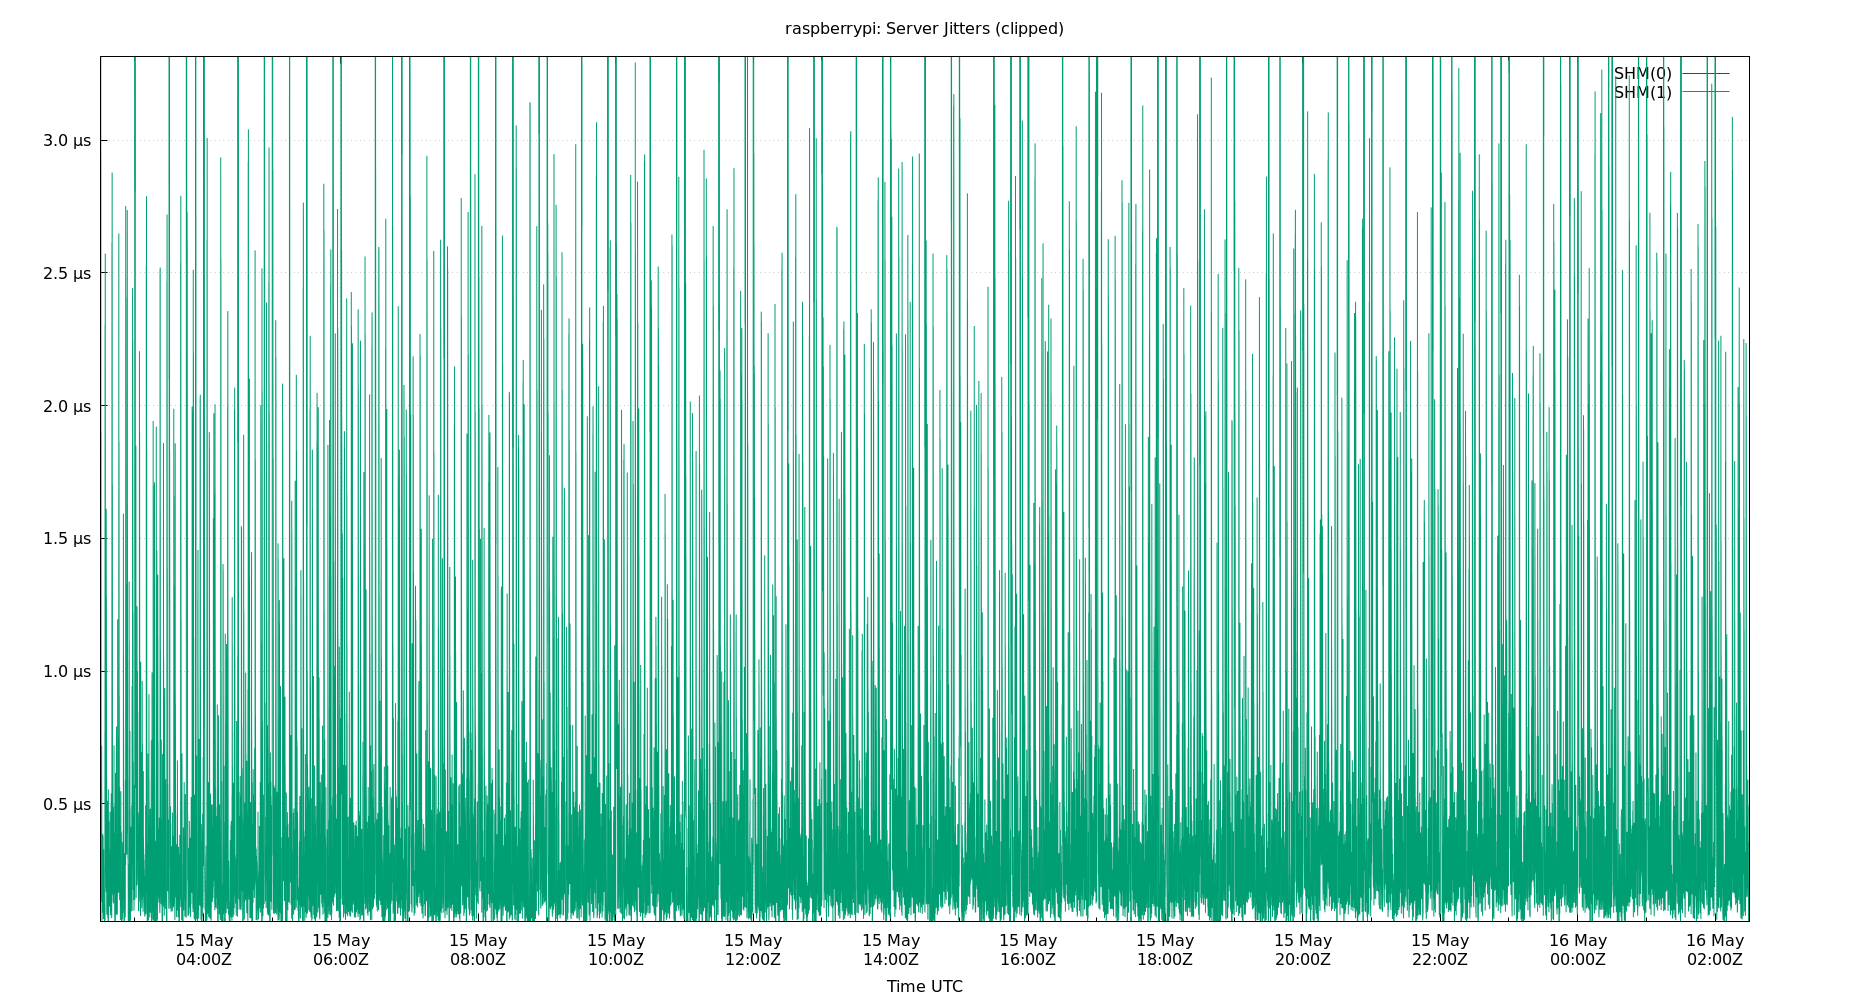 raspberrypi: Server Jitters (clipped)
SHM(0)
SHM(1)
3.0 µs
2.5 µs
2.0 µs
1.5 µs
1.0 µs
0.5 µs
15 May 15 May 15 May 15 May 15 May 15 May 15 May 15 May 15 May 15 May 16 May 16 May
04:00Z 06:00Z 08:00Z 10:00Z 12:00Z 14:00Z 16:00Z 18:00Z 20:00Z 22:00Z 00:00Z 02:00Z
Time UTC